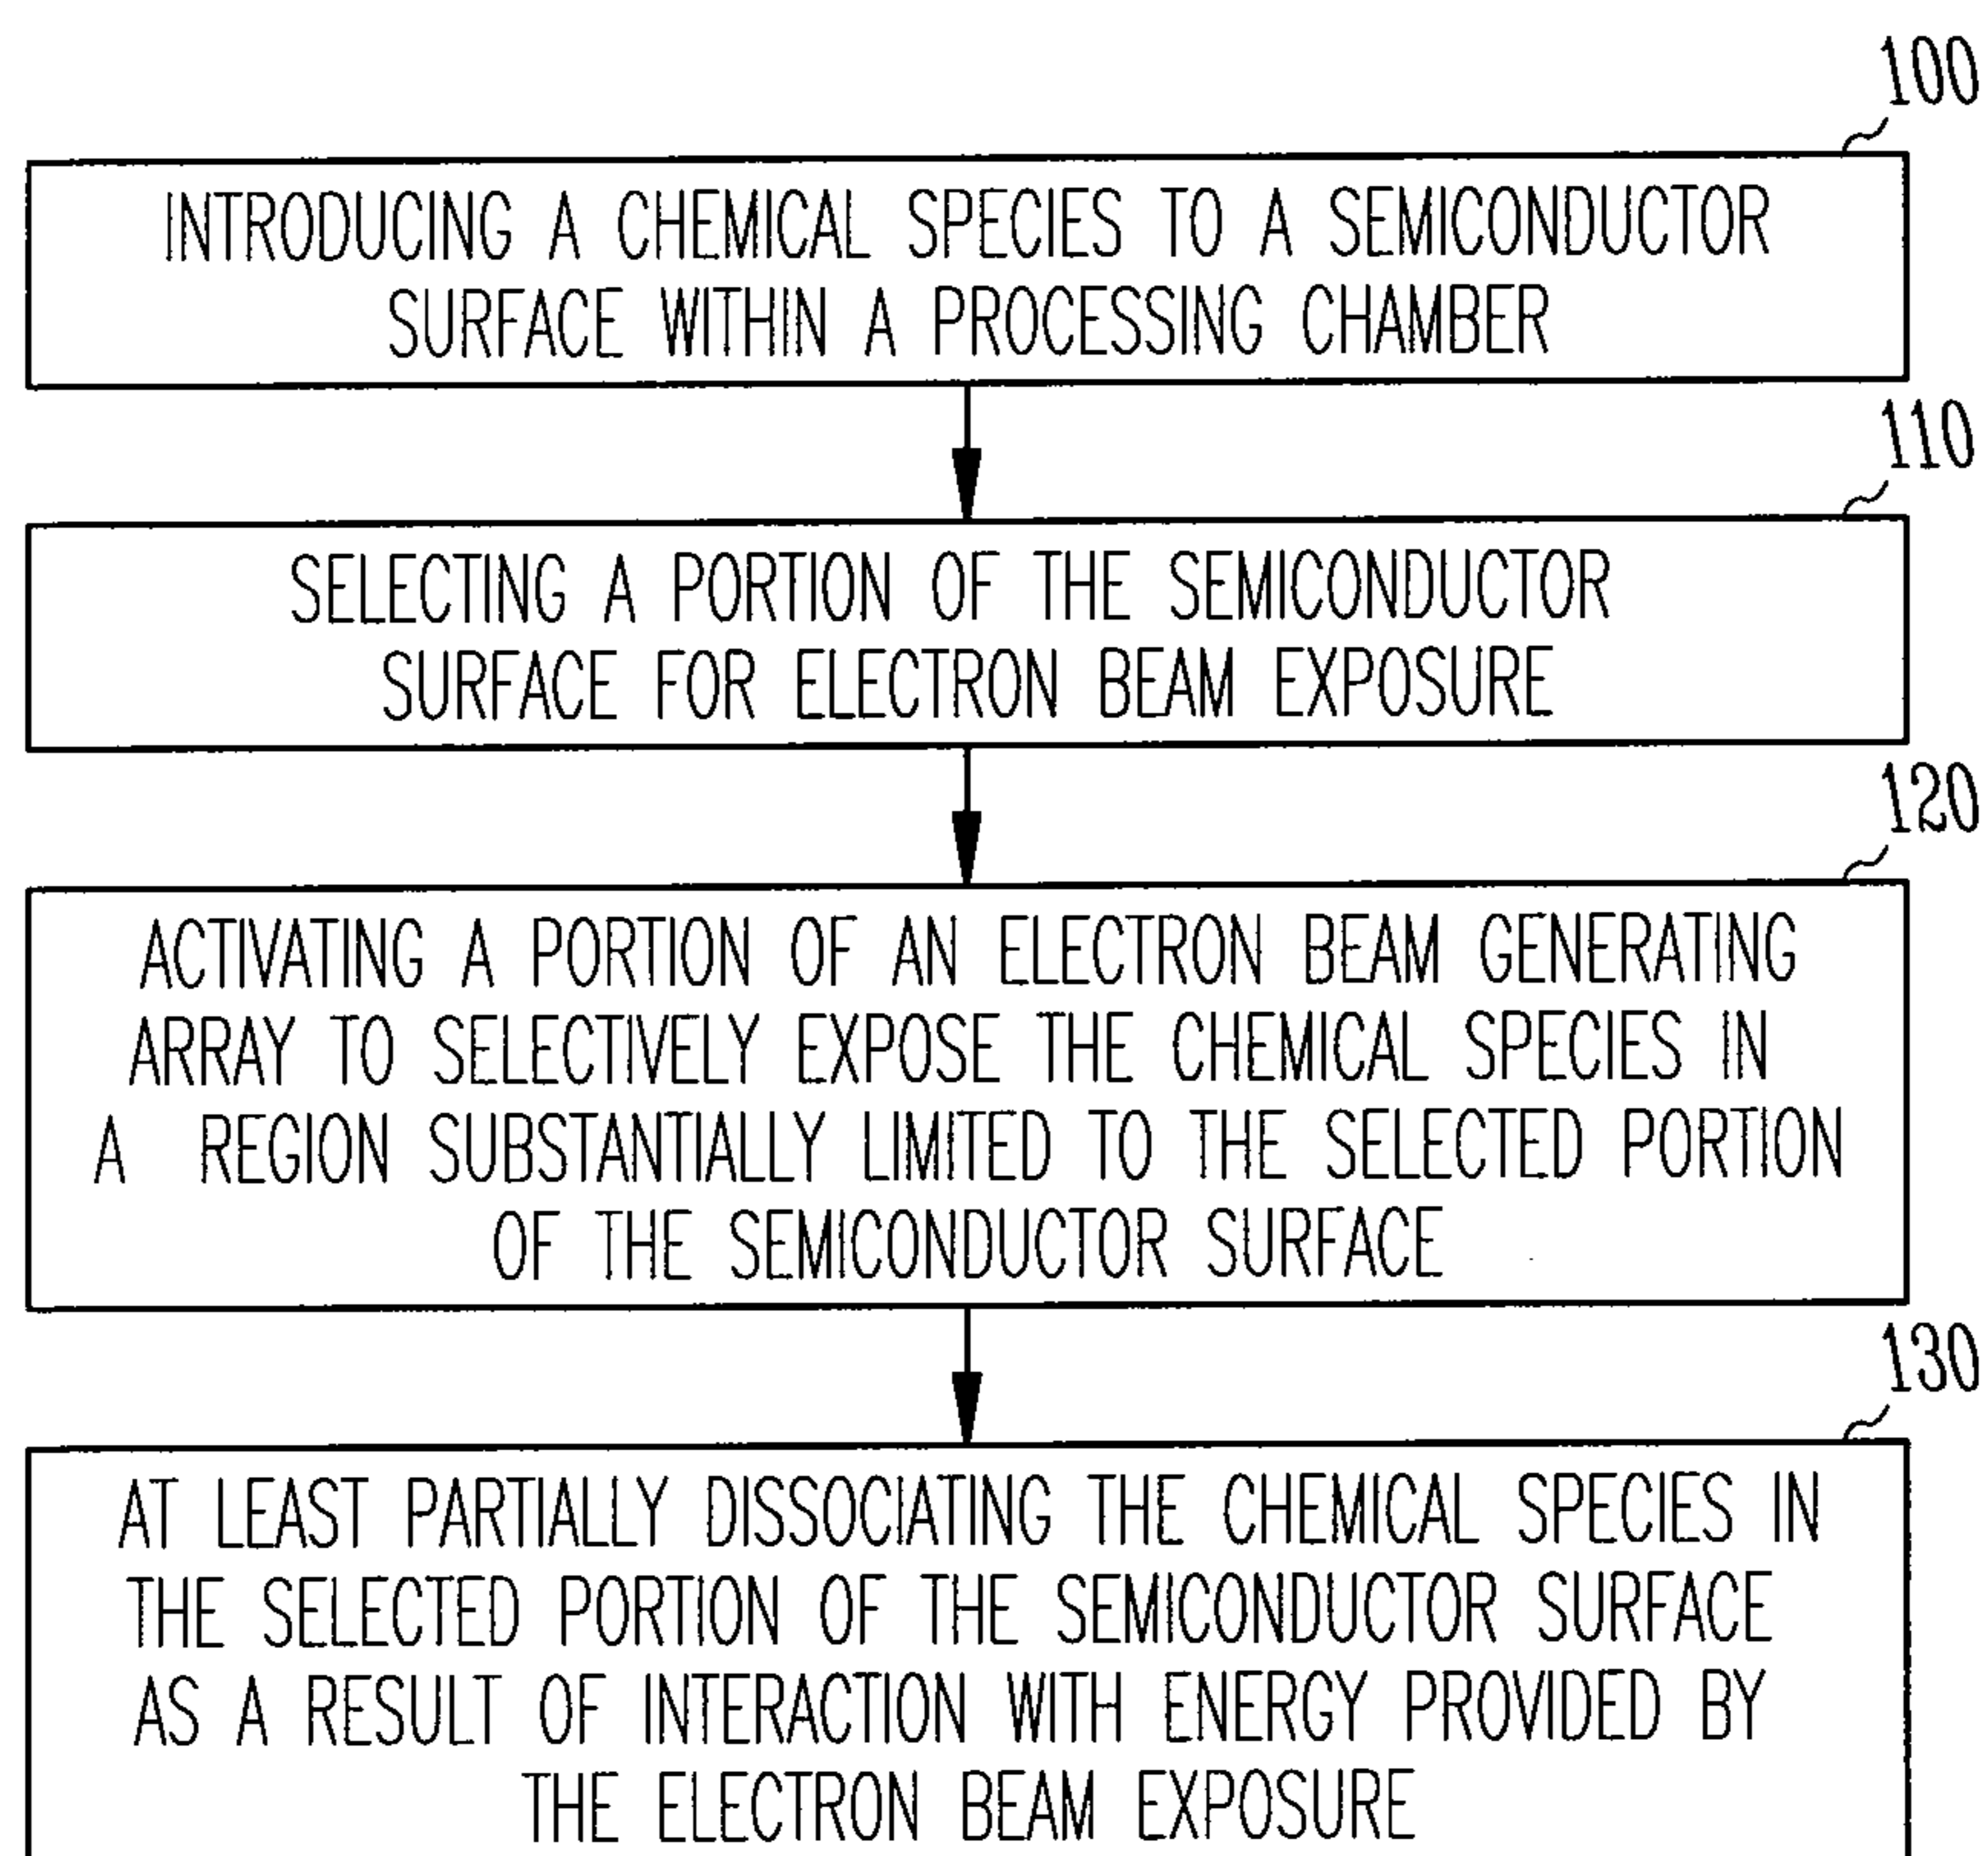 100
INTRODUCING A CHEMICAL SPECIES TO A SEMICONDUCTOR
SURFACE WITHIN A PROCESSING CHAMBER
110
SELECTING A PORTION OF THE SEMICONDUCTOR
SURFACE FOR ELECTRON BEAM EXPOSURE
120
ACTIVATING A PORTION OF AN ELECTRON BEAM GENERATING
ARRAY TO SELECTIVELY EXPOSE THE CHEMICAL SPECIES IN
A REGION SUBSTANTIALLY LIMITED TO THE SELECTED PORTION
OF THE SEMICONDUCTOR SURFACE
130
AT LEAST PARTIALLY DISSOCIATING THE CHEMICAL SPECIES IN
THE SELECTED PORTION OF THE SEMICONDUCTOR SURFACE
AS A RESULT OF INTERACTION WITH ENERGY PROVIDED BY
THE ELECTRON BEAM EXPOSURE